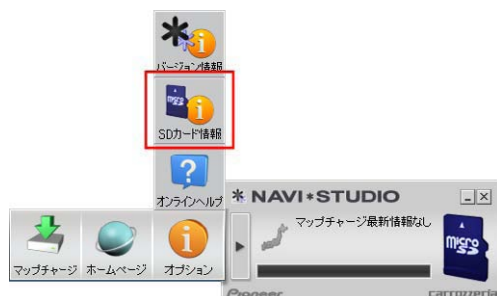 バージョン情報
microSD
SDカード情報
オンラインヘルプ
NAVI*STUDIO
マップチャージ最新情報なし
microSD
マップチャージ
ホームページ
オプション
Pioneer
carrozzeria